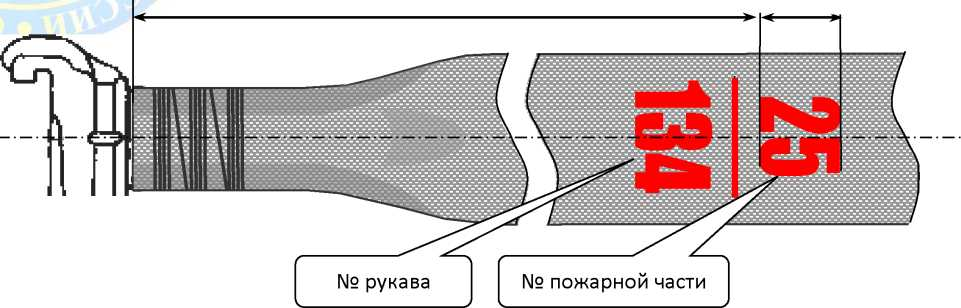 25
134
№ рукава
№ пожарной части